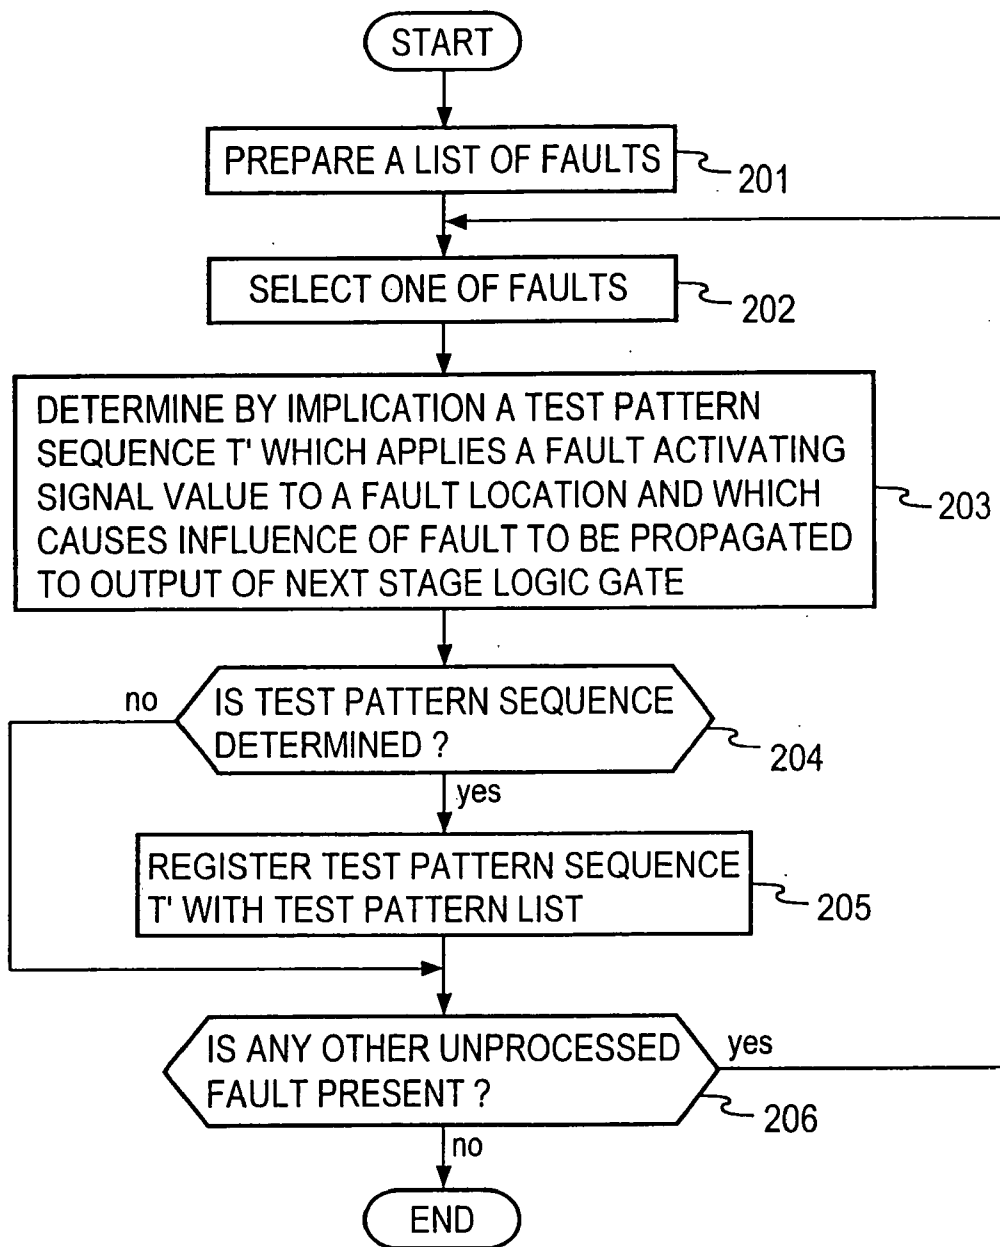 START
PREPARE A LIST OF FAULTS
201
SELECT ONE OF FAULTS
202
DETERMINE BY IMPLICATION A TEST PATTERN
SEQUENCE T' WHICH APPLIES A FAULT ACTIVATING
SIGNAL VALUE TO A FAULT LOCATION AND WHICH
CAUSES INFLUENCE OF FAULT TO BE PROPAGATED
TO OUTPUT OF NEXT STAGE LOGIC GATE
203
no
IS TEST PATTERN SEQUENCE
DETERMINED ?
204
yes
REGISTER TEST PATTERN SEQUENCE
T' WITH TEST PATTERN LIST
205
IS ANY OTHER UNPROCESSED
FAULT PRESENT ?
yes
206
no
END